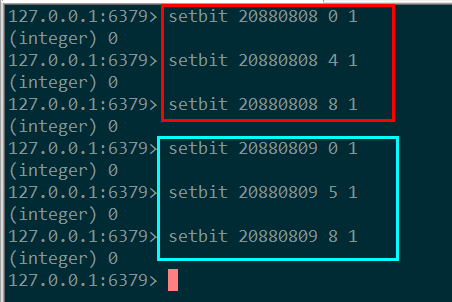 127.0.0.1:6379> setbit 20880808 0 1
(integer) 0
127.0.0.1:6379> setbit 20880808 4 1
(integer) 0
127.0.0.1:6379> setbit 20880808 8 1
(integer) 0
127.0.0.1:6379> setbit 20880809 0 1
(integer) 0
127.0.0.1:6379> setbit 20880809 5 1
(integer) 0
127.0.0.1:6379> setbit 20880809 8 1
(integer) 0
127.0.0.1:6379>